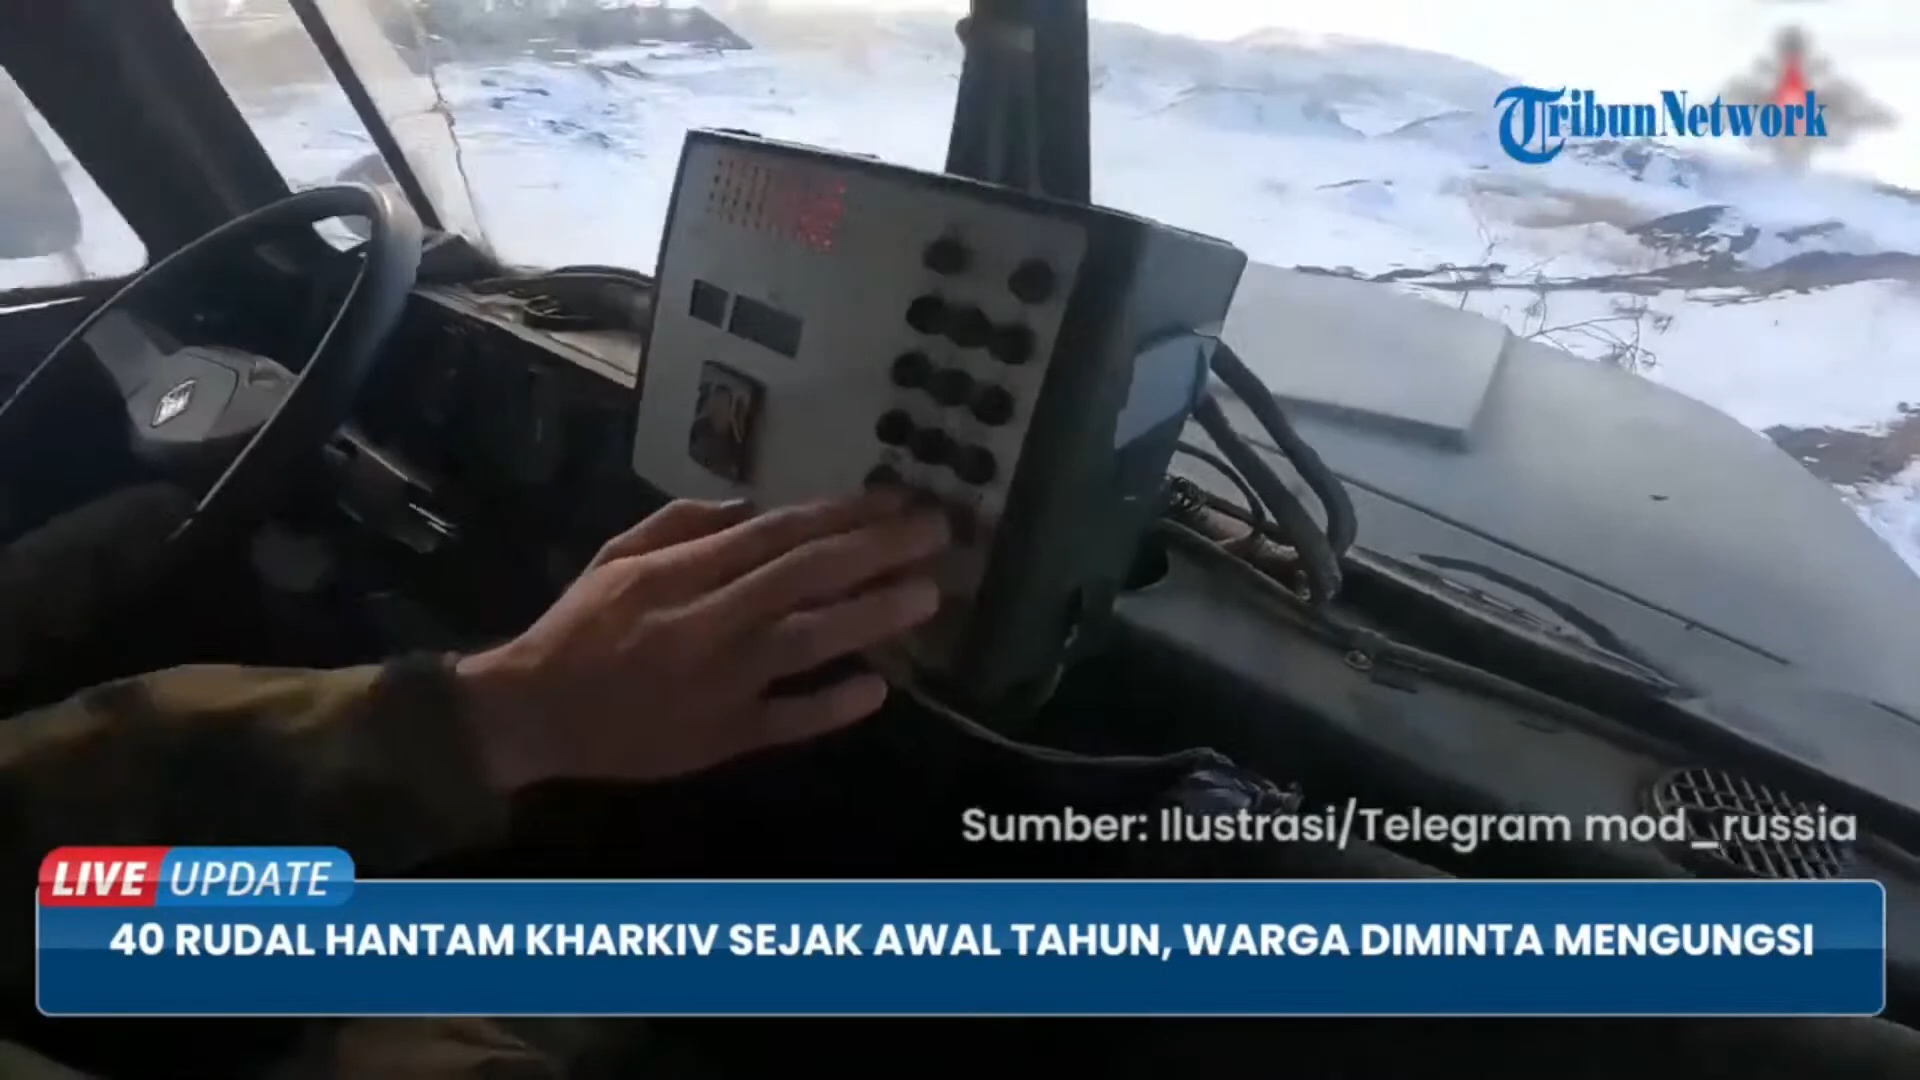 TribunNetwork
Sumber: Ilustrasi/Telegram mod_russia
LIVE UPDATE
40 RUDAL HANTAM KHARKIV SEJAK AWAL TAHUN, WARGA DIMINTA MENGUNGSI